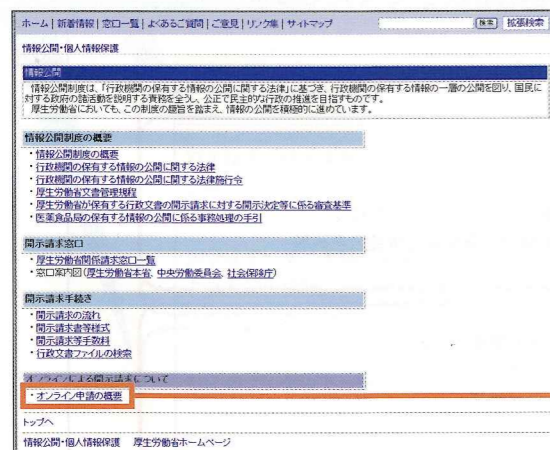 ホーム | 新着情報 | 窓口一覧 | よくあるご質問 | ご意見 | リンク集 | サイトマップ 検索 拡張検索
情報公開・個人情報保護
情報公開
情報公開制度は、「行政機関の保有する情報の公開に関する法律」に基づき、行政機関の保有する情報の一層の公開を図り、国民に
対する政府の諸活動を説明する責務を全うし、公正で民主的な行政の推進を目指すものです。
厚生労働省においても、この制度の趣旨を踏まえ、情報の公開を積極的に進めています。
情報公開制度の概要
・情報公開制度の概要
・行政機関の保有する情報の公開に関する法律
・行政機関の保有する情報の公開に関する法律施行令
・厚生労働省文書管理規程
・厚生労働省が保有する行政文書の開示請求に対する開示決定等に係る審査基準
・医薬食品局の保有する情報の公開に係る事務処理の手引
開示請求窓口
・厚生労働省関係請求窓口一覧
・窓口案内図(厚生労働省本省、中央労働委員会、社会保険庁)
開示請求手続き
・開示請求の流れ
・開示請求書等様式
・開示請求等手数料
・行政文書ファイルの検索
オンラインによる開示請求について
・オンライン申請の概要
トップへ
情報公開・個人情報保護 厚生労働省ホームページ